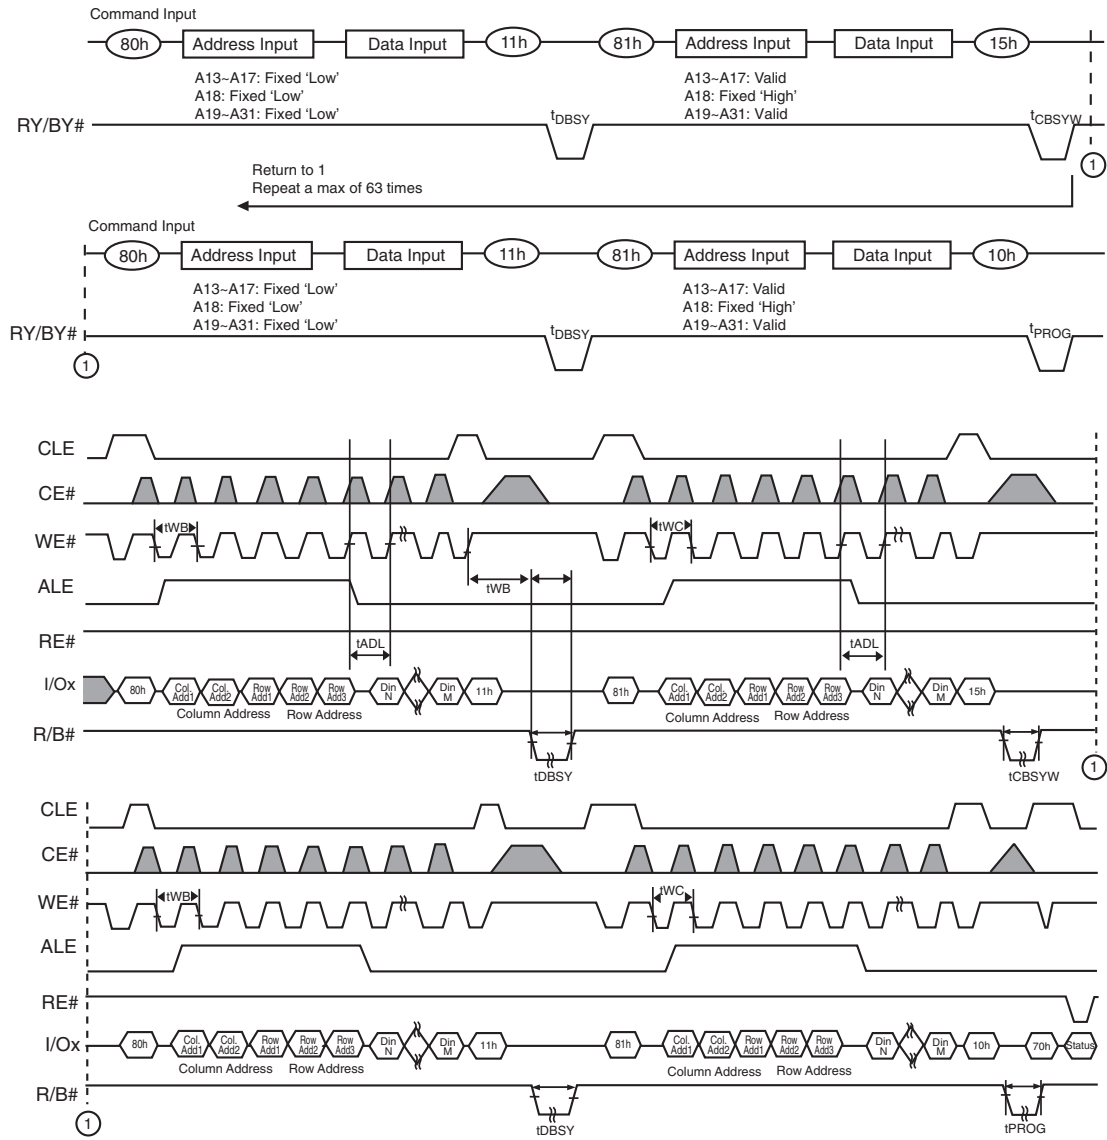 Command Input
80h Address Input Data Input 11h 81h Address Input Data Input 15h
A13~A17: Fixed 'Low' A13~A17: Valid
A18: Fixed 'Low' A18: Fixed 'High'
A19~A31: Fixed 'Low' A19~A31: Valid
RY/BY# tDBSY tCBSYW
1
Return to 1
Repeat a max of 63 times
Command Input
80h Address Input Data Input 11h 81h Address Input Data Input 10h
A13~A17: Fixed 'Low' A13~A17: Valid
A18: Fixed 'Low' A18: Fixed 'High'
A19~A31: Fixed 'Low' A19~A31: Valid
RY/BY# tDBSY tPROG
1
CLE
CE#
WE# tWB tWC
ALE tWB
RE# tADL tADL
I/Ox 80h Col. Add1 Col. Add2 Row Add1 Row Add2 Row Add3 Din N Din M 11h 81h Col. Add1 Col. Add2 Row Add1 Row Add2 Row Add3 Din N Din M 15h
Column Address Row Address Column Address Row Address
R/B# tDBSY tCBSYW
1
CLE
CE#
WE# tWB tWC
ALE
RE#
I/Ox 80h Col. Add1 Col. Add2 Row Add1 Row Add2 Row Add3 Din N Din M 11h 81h Col. Add1 Col. Add2 Row Add1 Row Add2 Row Add3 Din N Din M 10h 70h Status
Column Address Row Address Column Address Row Address
R/B# tDBSY tPROG
1